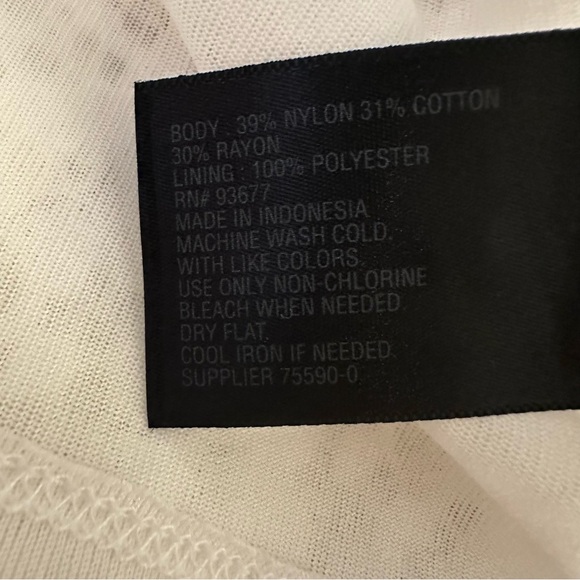 BODY : 39% NYLON 31% COTTON
30% RAYON
LINING : 100% POLYESTER
RN# 93677
MADE IN INDONESIA
MACHINE WASH COLD.
WITH LIKE COLORS.
USE ONLY NON-CHLORINE
BLEACH WHEN NEEDED.
DRY FLAT.
COOL IRON IF NEEDED.
SUPPLIER 75590-0